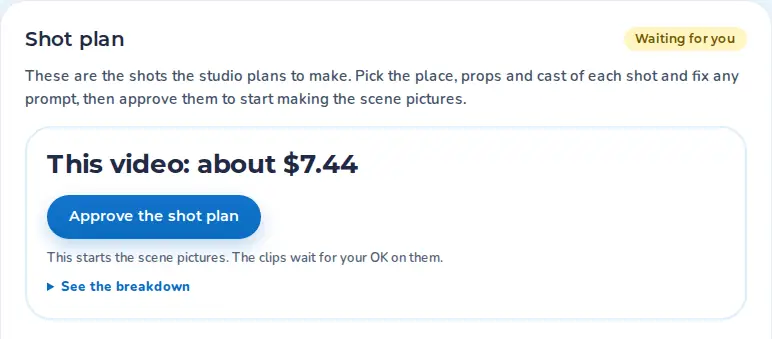 Shot plan
Waiting for you
These are the shots the studio plans to make. Pick the place, props and cast of each shot and fix any
prompt, then approve them to start making the scene pictures.
This video: about $7.44
Approve the shot plan
This starts the scene pictures. The clips wait for your OK on them.
See the breakdown